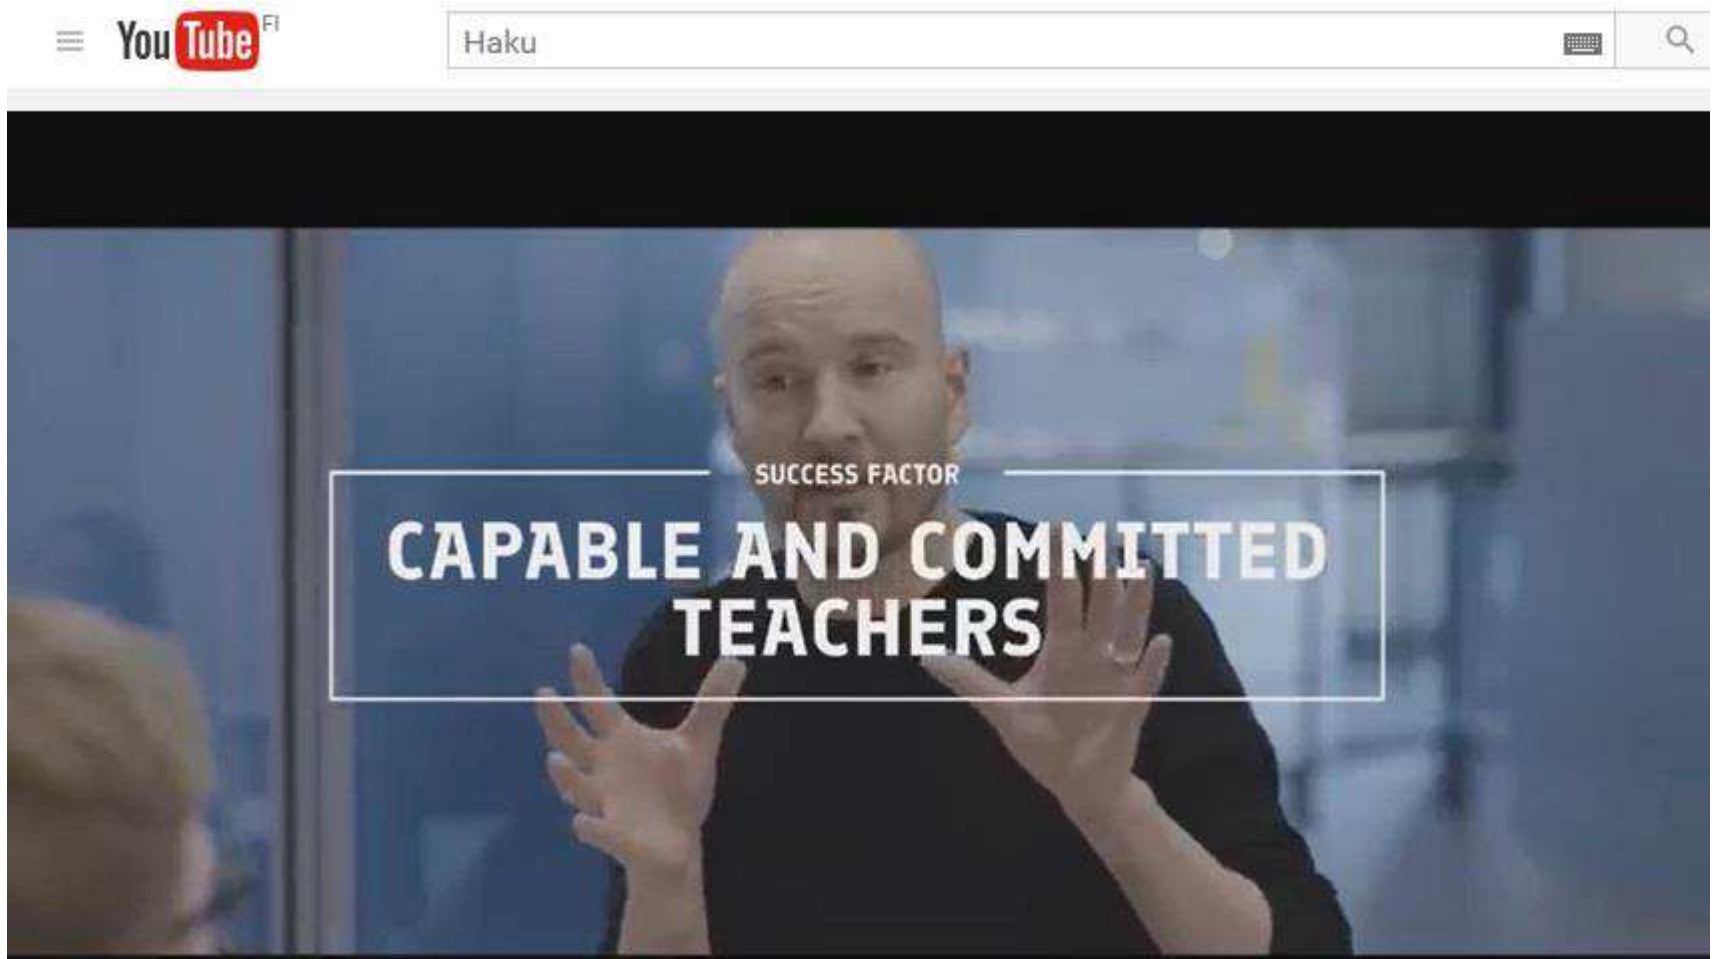 YouTube FI
Haku
SUCCESS FACTOR
CAPABLE AND COMMITTED
TEACHERS